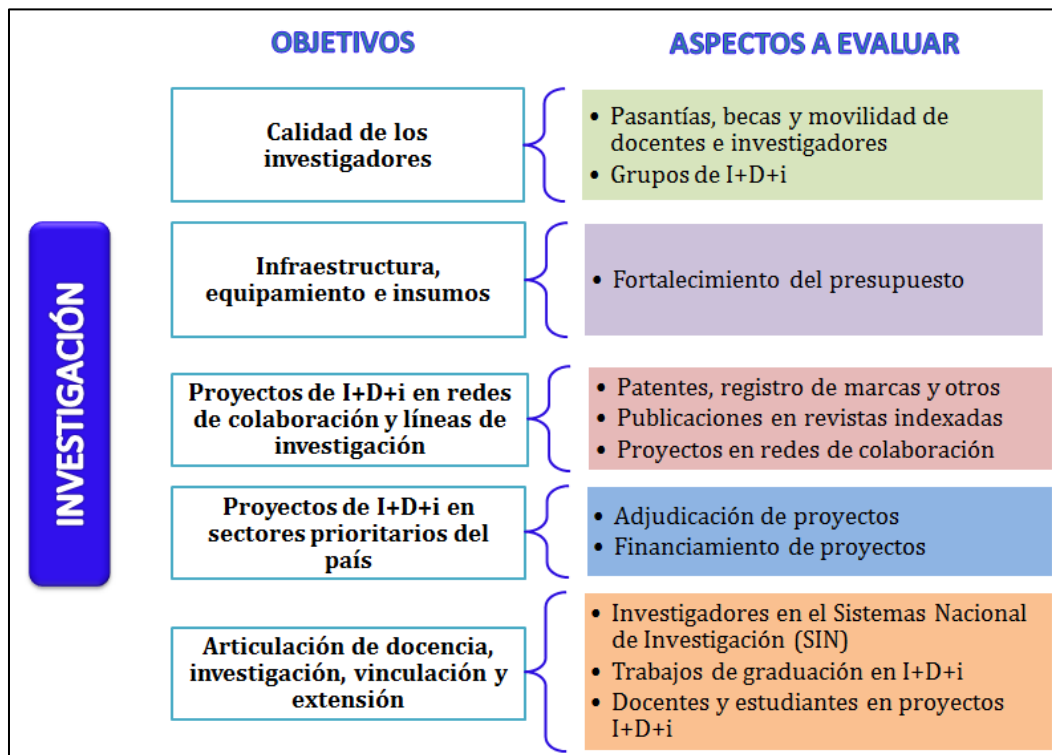 OBJETIVOS
ASPECTOS A EVALUAR
INVESTIGACIÓN
Calidad de los
investigadores
• Pasantías, becas y movilidad de
docentes e investigadores
• Grupos de I+D+i
Infraestructura,
equipamiento e insumos
• Fortalecimiento del presupuesto
Proyectos de I+D+i en redes
de colaboración y líneas de
investigación
• Patentes, registro de marcas y otros
• Publicaciones en revistas indexadas
• Proyectos en redes de colaboración
Proyectos de I+D+i en
sectores prioritarios del
país
• Adjudicación de proyectos
• Financiamiento de proyectos
Articulación de docencia,
investigación, vinculación y
extensión
• Investigadores en el Sistemas Nacional
de Investigación (SIN)
• Trabajos de graduación en I+D+i
• Docentes y estudiantes en proyectos
I+D+i